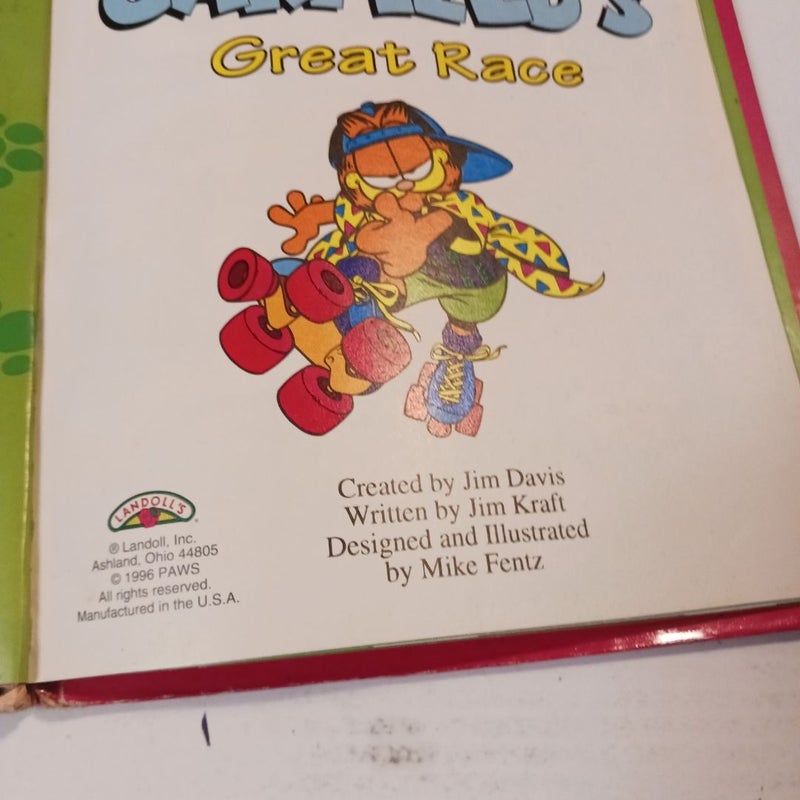 GARFIELD'S
Great Race
Created by Jim Davis
Written by Jim Kraft
Designed and Illustrated
by Mike Fentz
LANDOLL'S
® Landoll, Inc.
Ashland, Ohio 44805
© 1996 PAWS
All rights reserved.
Manufactured in the U.S.A.